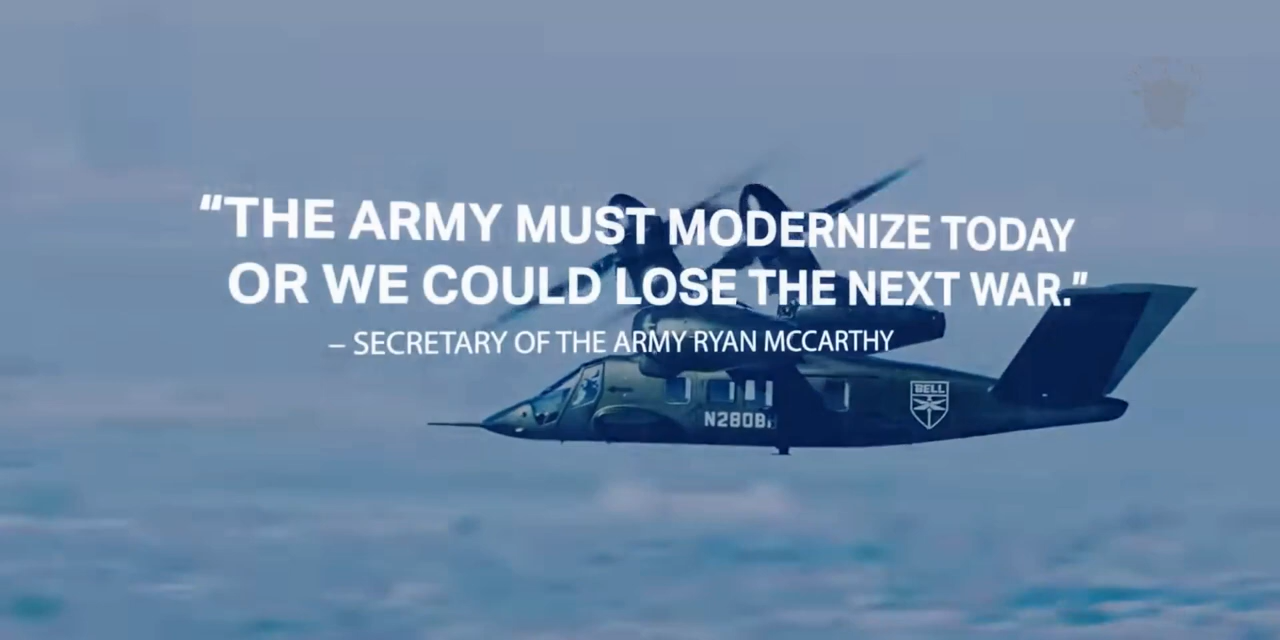 “THE ARMY MUST MODERNIZE TODAY
OR WE COULD LOSE THE NEXT WAR.”
– SECRETARY OF THE ARMY RYAN MCCARTHY
BELL
N280B